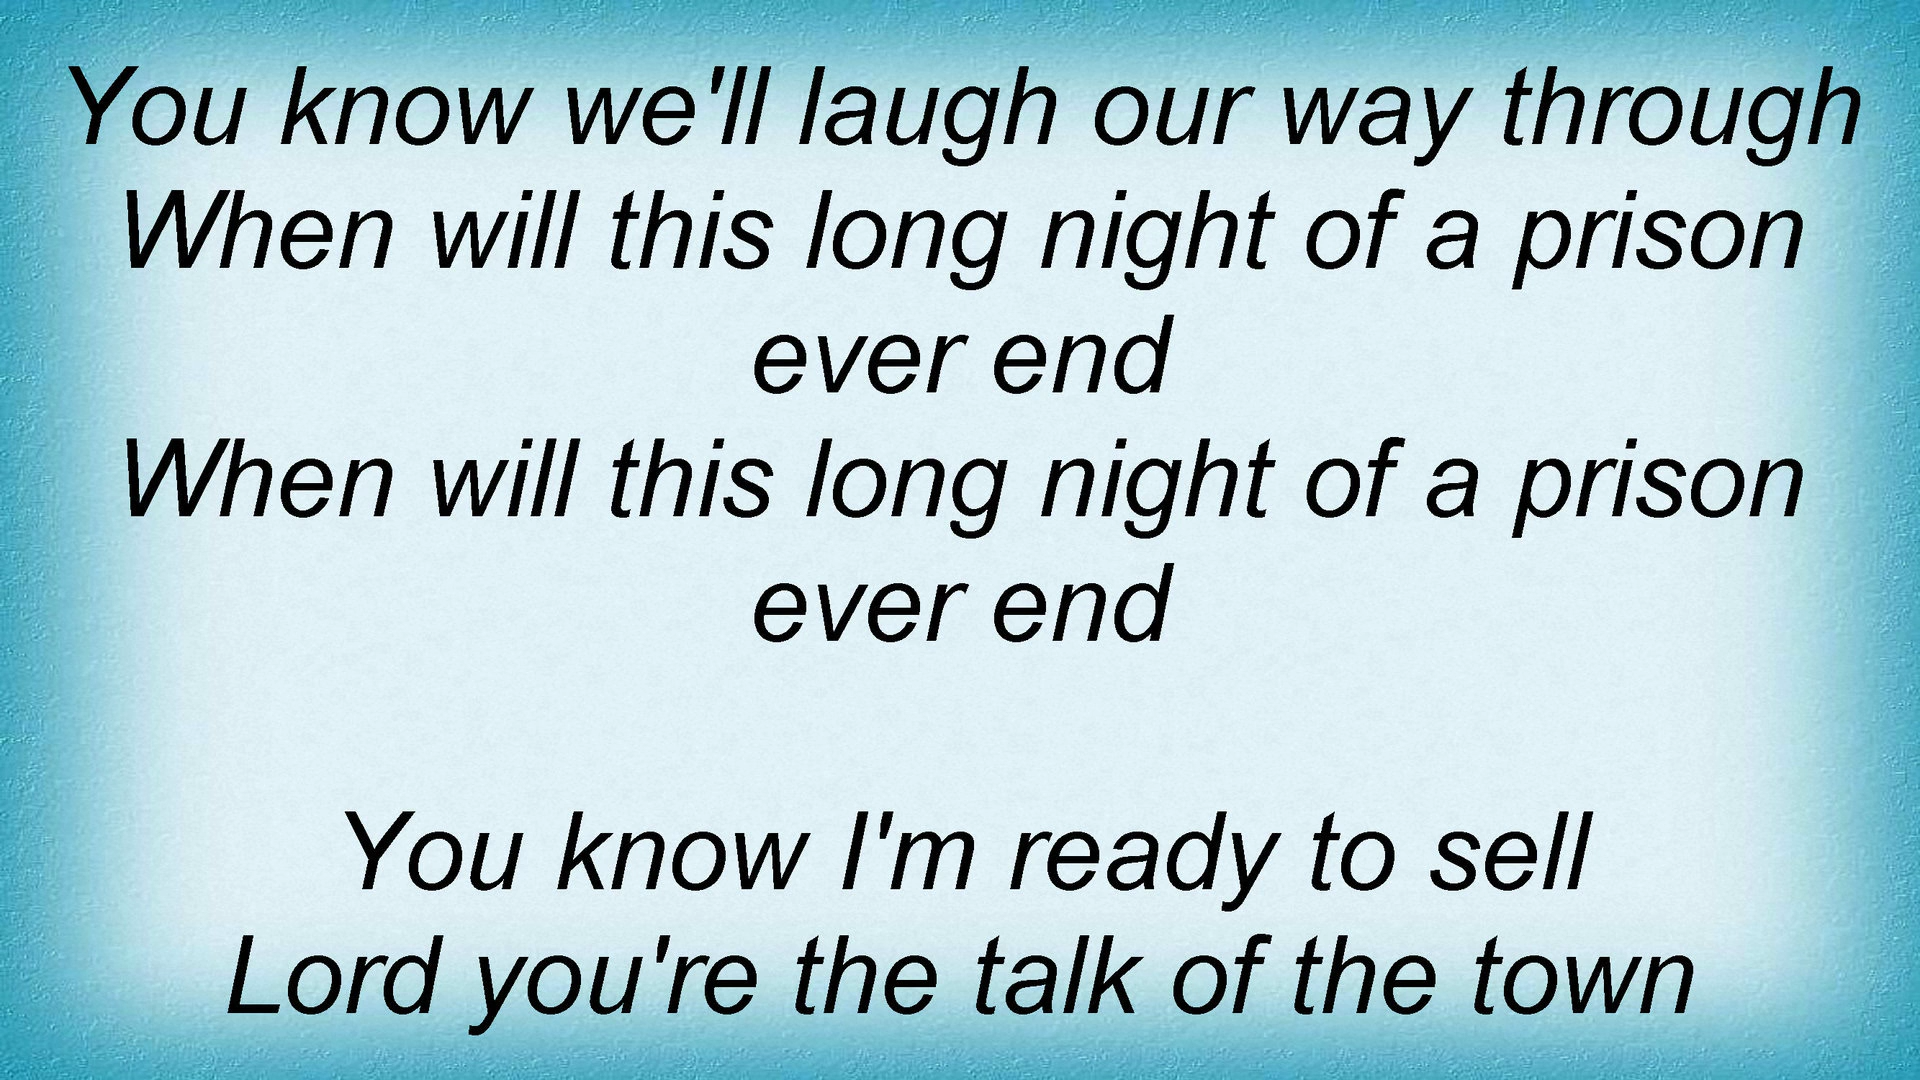 You know we'll laugh our way through
When will this long night of a prison
ever end
When will this long night of a prison
ever end
You know I'm ready to sell
Lord you're the talk of the town